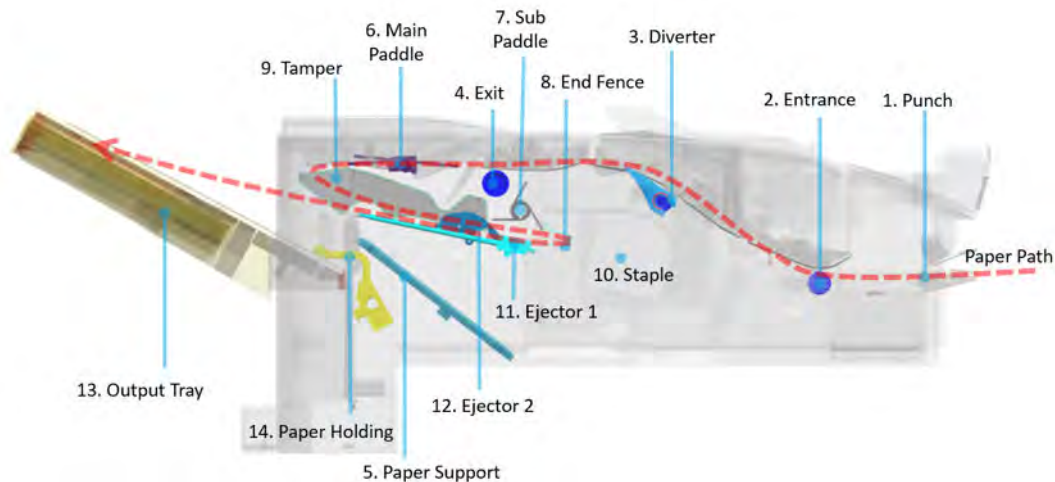 7. Sub
Paddle
6. Main
Paddle
3. Diverter
9. Tamper
8. End Fence
4. Exit
2. Entrance
1. Punch
Paper Path
10. Staple
11. Ejector 1
13. Output Tray
12. Ejector 2
14. Paper Holding
5. Paper Support